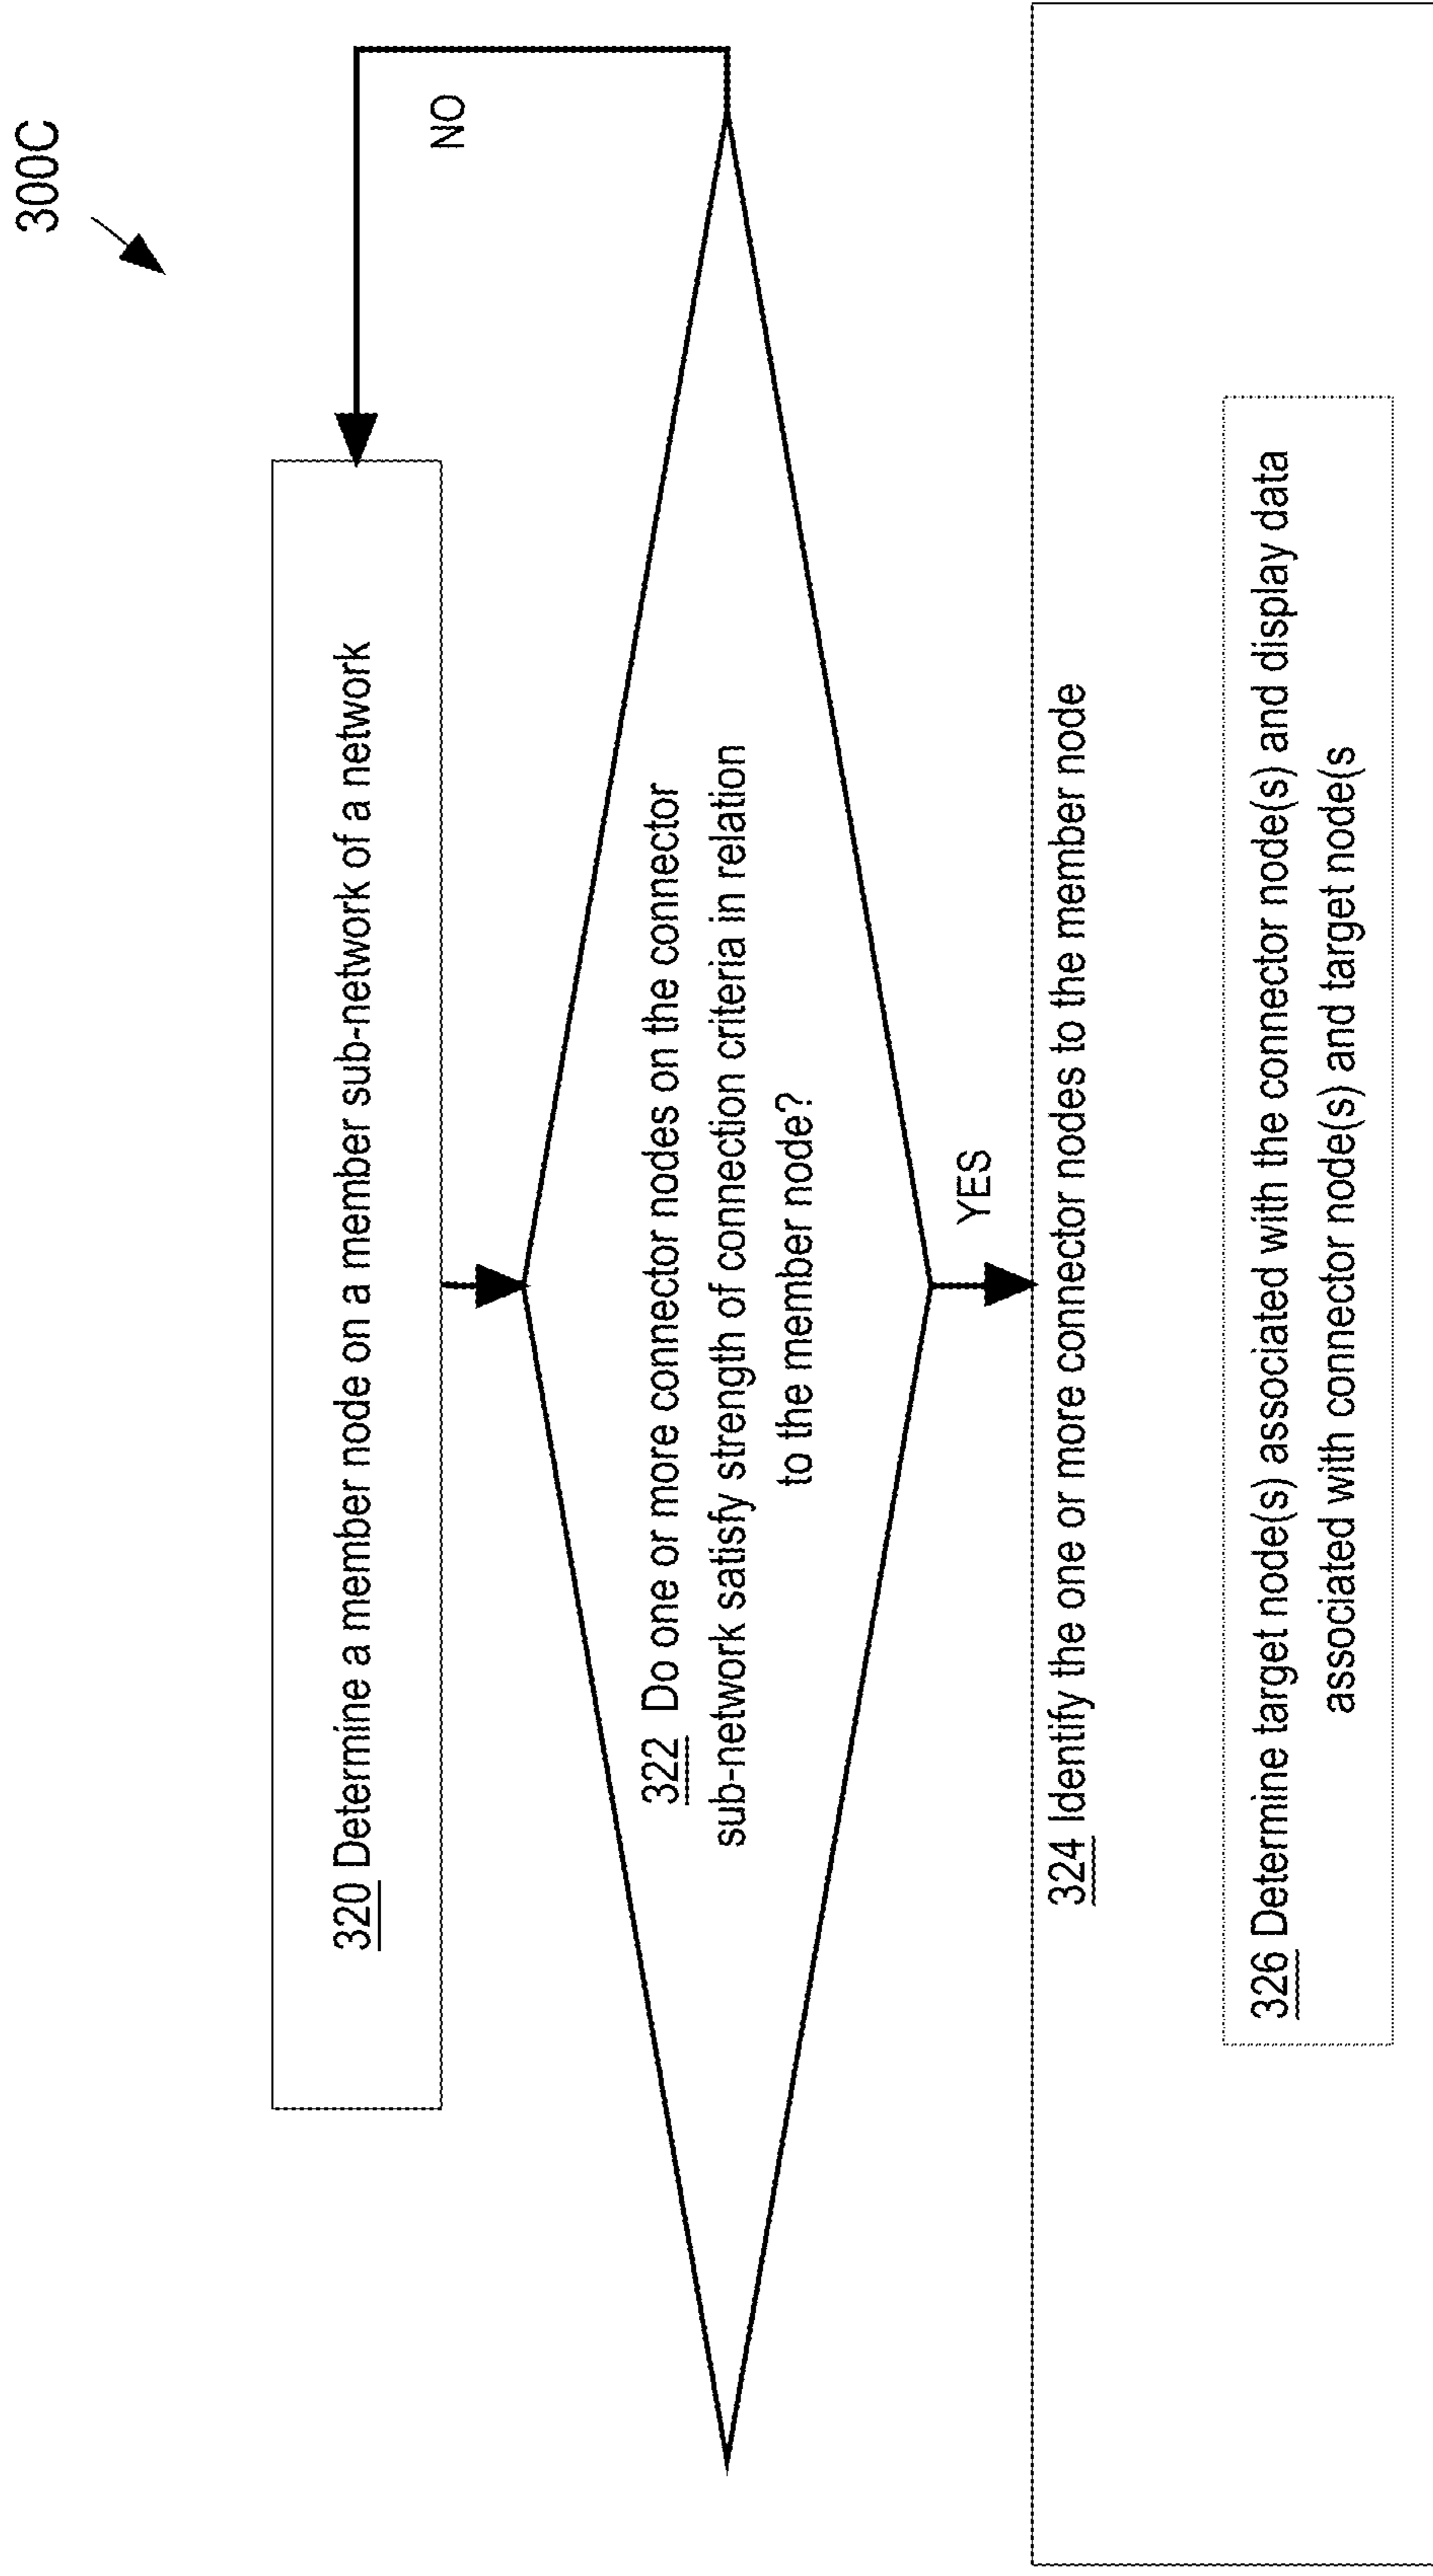 300C
320 Determine a member node on a member sub-network of a network
NO
322 Do one or more connector nodes on the connector
sub-network satisfy strength of connection criteria in relation
to the member node?
YES
324 Identify the one or more connector nodes to the member node
326 Determine target node(s) associated with the connector node(s) and display data
associated with connector node(s) and target node(s